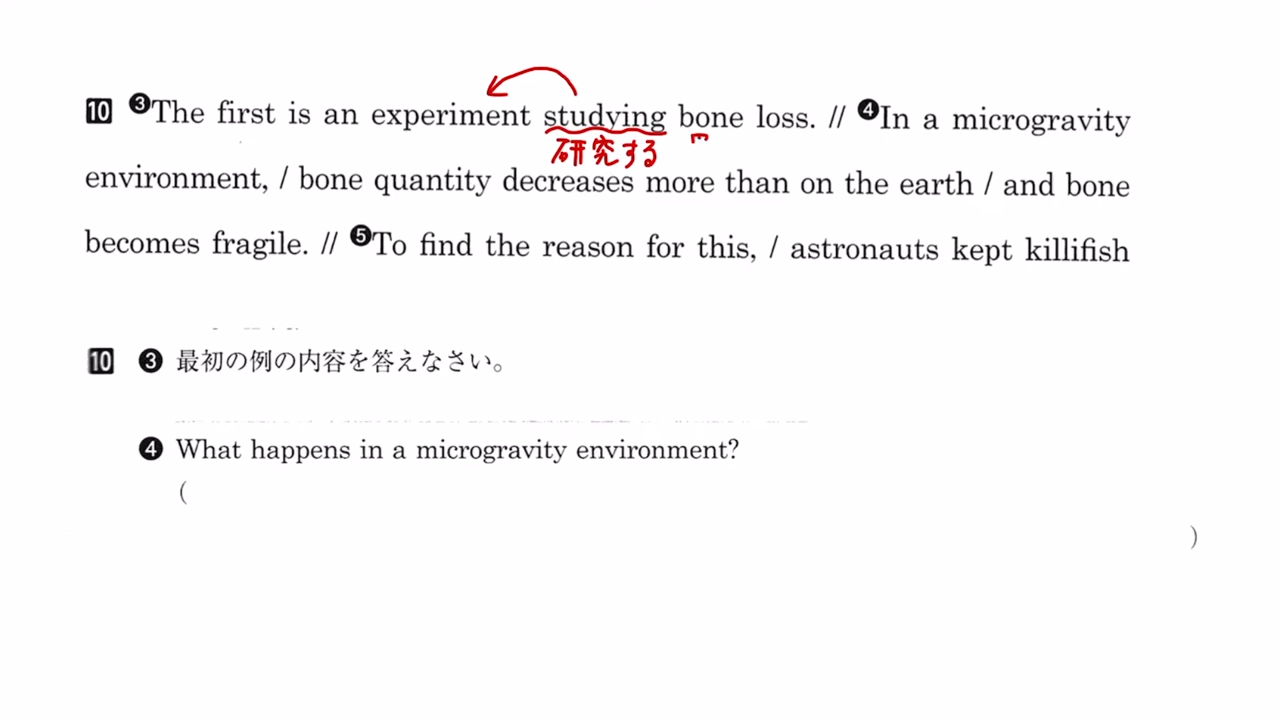 10 ❸The first is an experiment studying bone loss. // ❹In a microgravity
研究する
environment, / bone quantity decreases more than on the earth / and bone
becomes fragile. // ❺To find the reason for this, / astronauts kept killifish
10 ❸ 最初の例の内容を答えなさい。
❹ What happens in a microgravity environment?
(
)